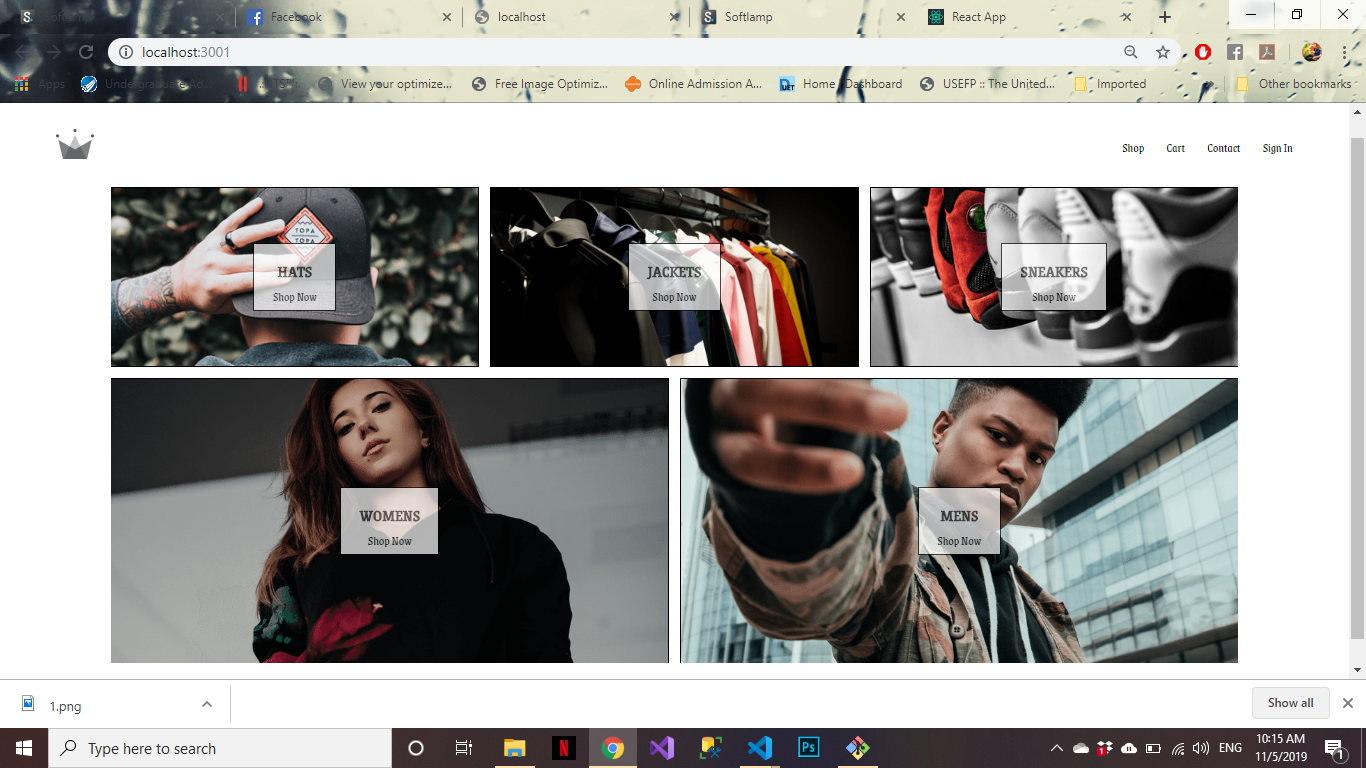 Softlamp
Facebook
localhost
Softlamp
React App
localhost:3001
Apps
View your optimize...
Free Image Optimiz...
Online Admission A...
Home | Dashboard
USEFP :: The United...
Imported
»
Other bookmarks
Shop
Cart
Contact
Sign In
TOPA
TOPA
HATS
Shop Now
JACKETS
Shop Now
SNEAKERS
Shop Now
WOMENS
Shop Now
MENS
Shop Now
1.png
Show all
Type here to search
ENG
10:15 AM
11/5/2019
1